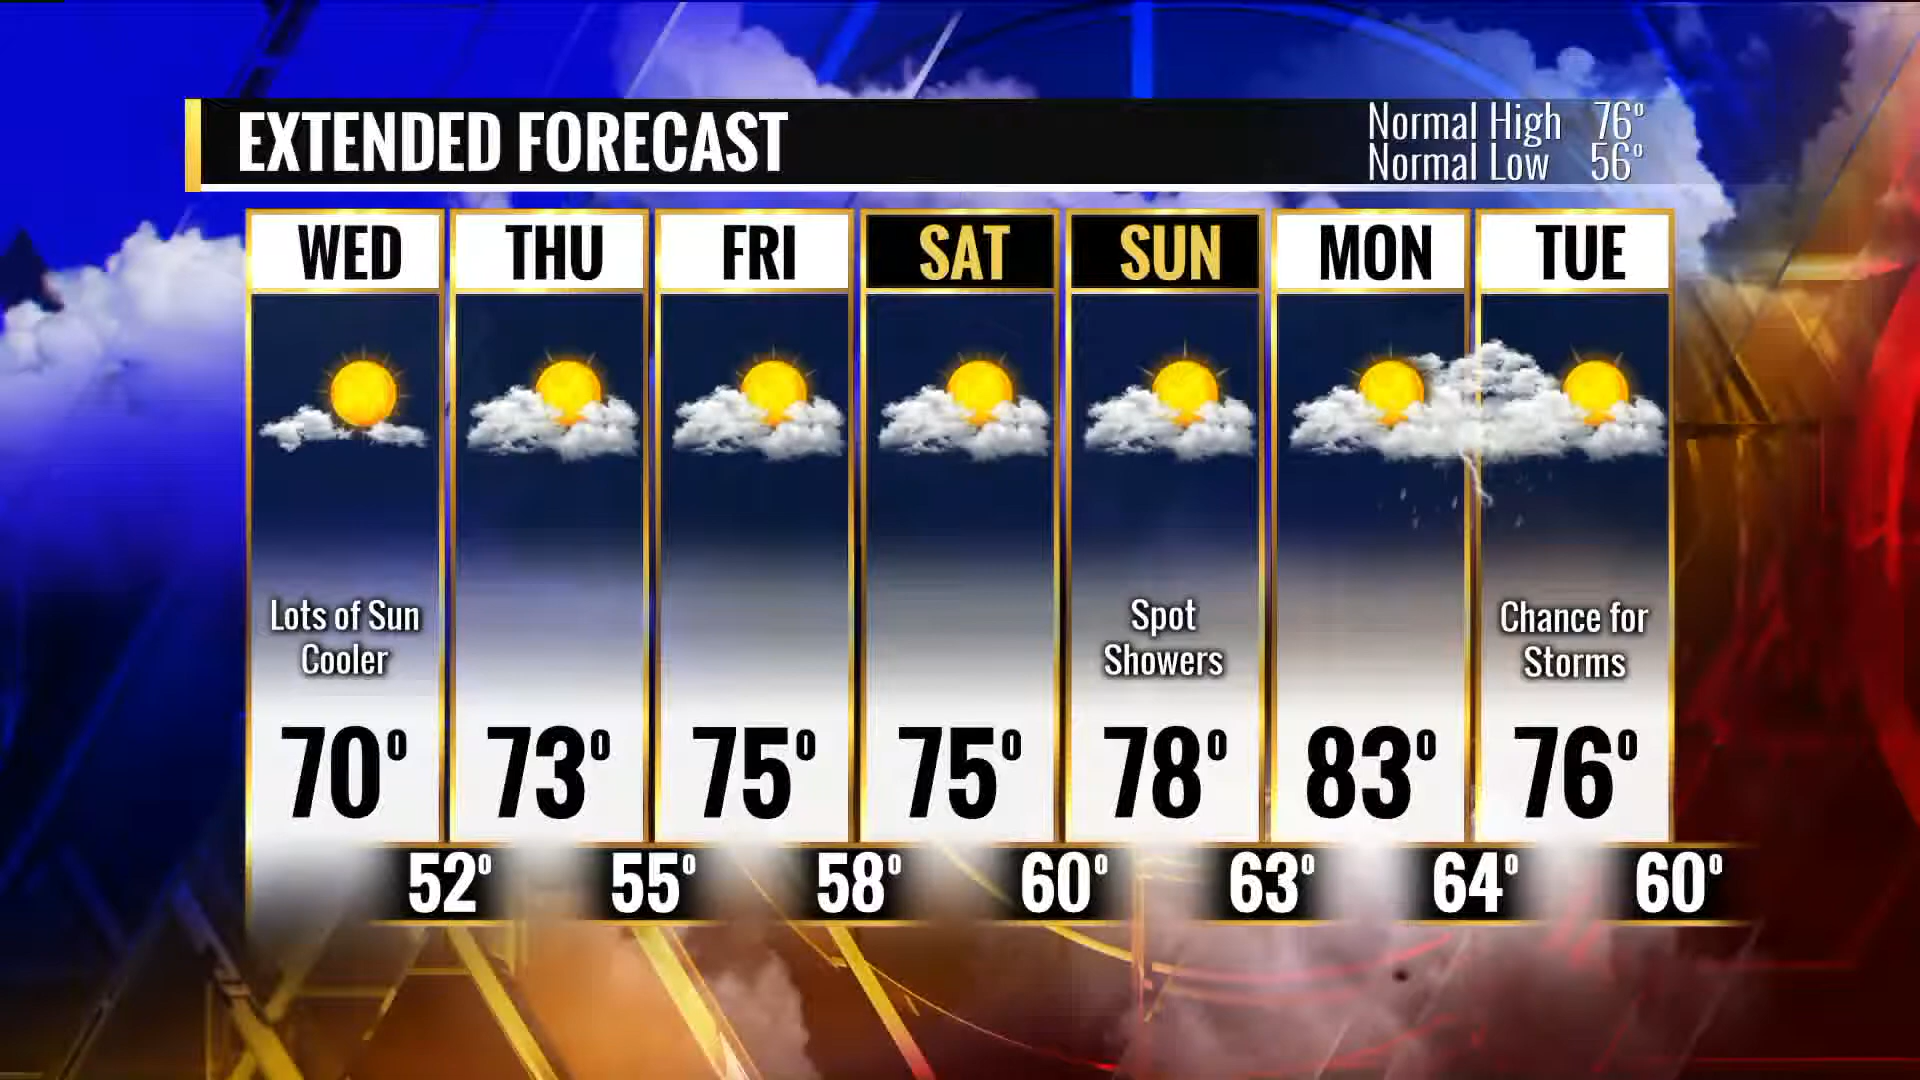 EXTENDED FORECAST
Normal High 76°
Normal Low 56°
WED THU FRI SAT SUN MON TUE
Lots of Sun
Cooler
Spot
Showers
Chance for
Storms
70° 73° 75° 75° 78° 83° 76°
52° 55° 58° 60° 63° 64° 60°